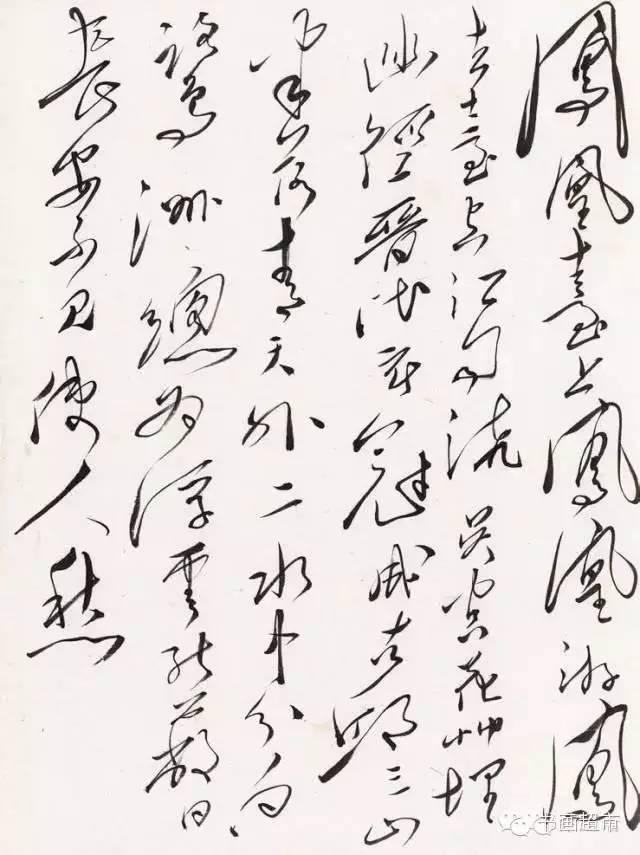 鳳凰臺上鳳凰游鳳
去臺空江自流吳宮花艸埋
幽徑晉代衣冠成古邱三山
半落青天外二水中分白
鷺洲總為浮雲能蔽日
長安不見使人愁
书画超市